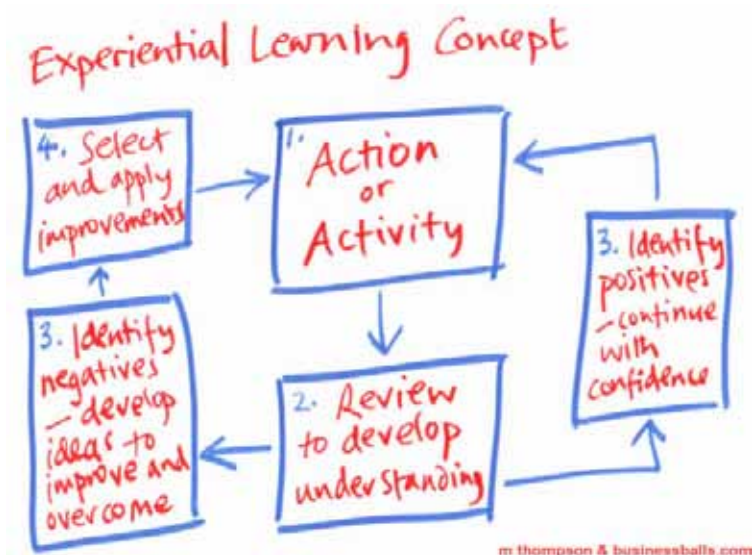 Experiential Learning Concept
1. Action
or
Activity
2. Review
to develop
understanding
3. Identify
negatives
– develop
ideas to
improve and
overcome
4. Select
and apply
improvements
3. Identify
positives
– continue
with
confidence
m thompson & businessballs.com